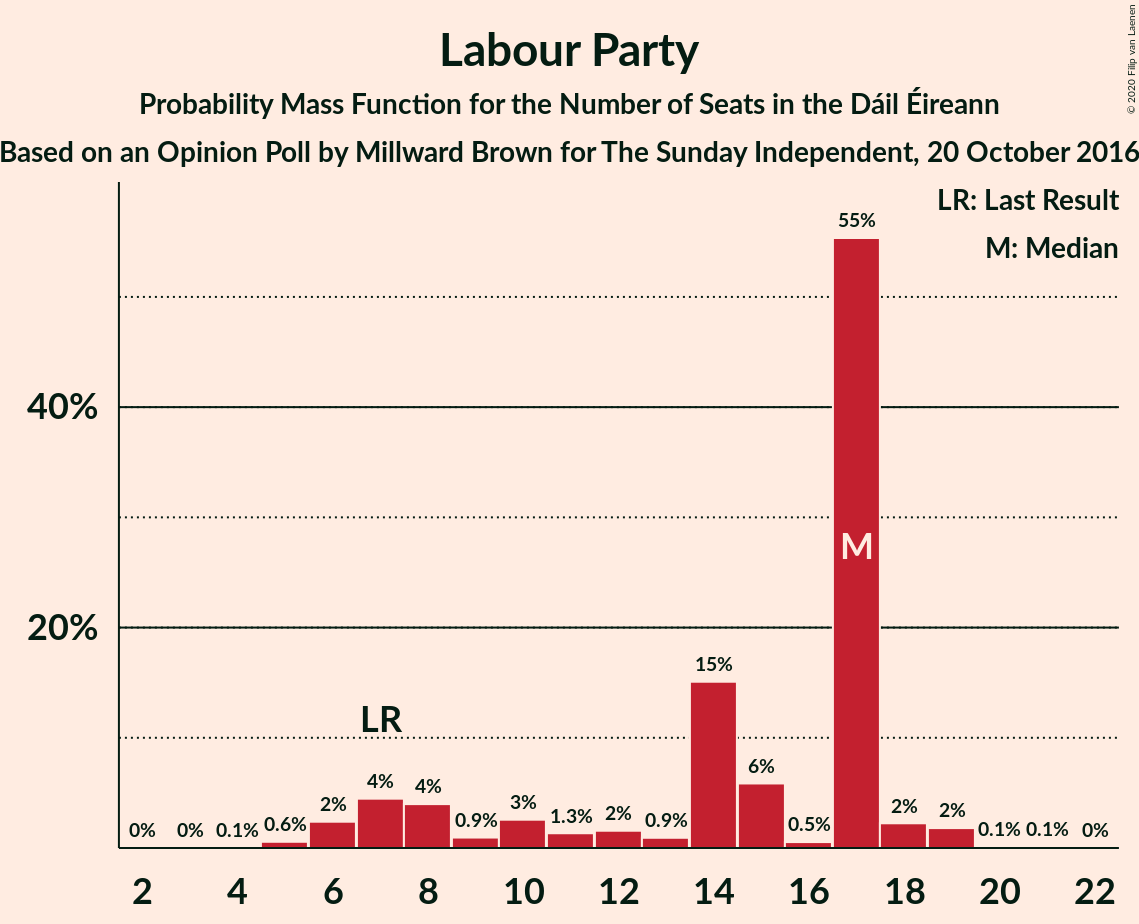 Labour Party
Probability Mass Function for the Number of Seats in the Dáil Éireann
Based on an Opinion Poll by Millward Brown for The Sunday Independent, 20 October 2016
© 2020 Filip van Laenen
LR: Last Result
M: Median
40%
20%
0%
0%
0.1%
0.6%
2%
4%
4%
0.9%
3%
1.3%
2%
0.9%
15%
6%
0.5%
55%
2%
2%
0.1%
0.1%
0%
LR
M
2 4 6 8 10 12 14 16 18 20 22